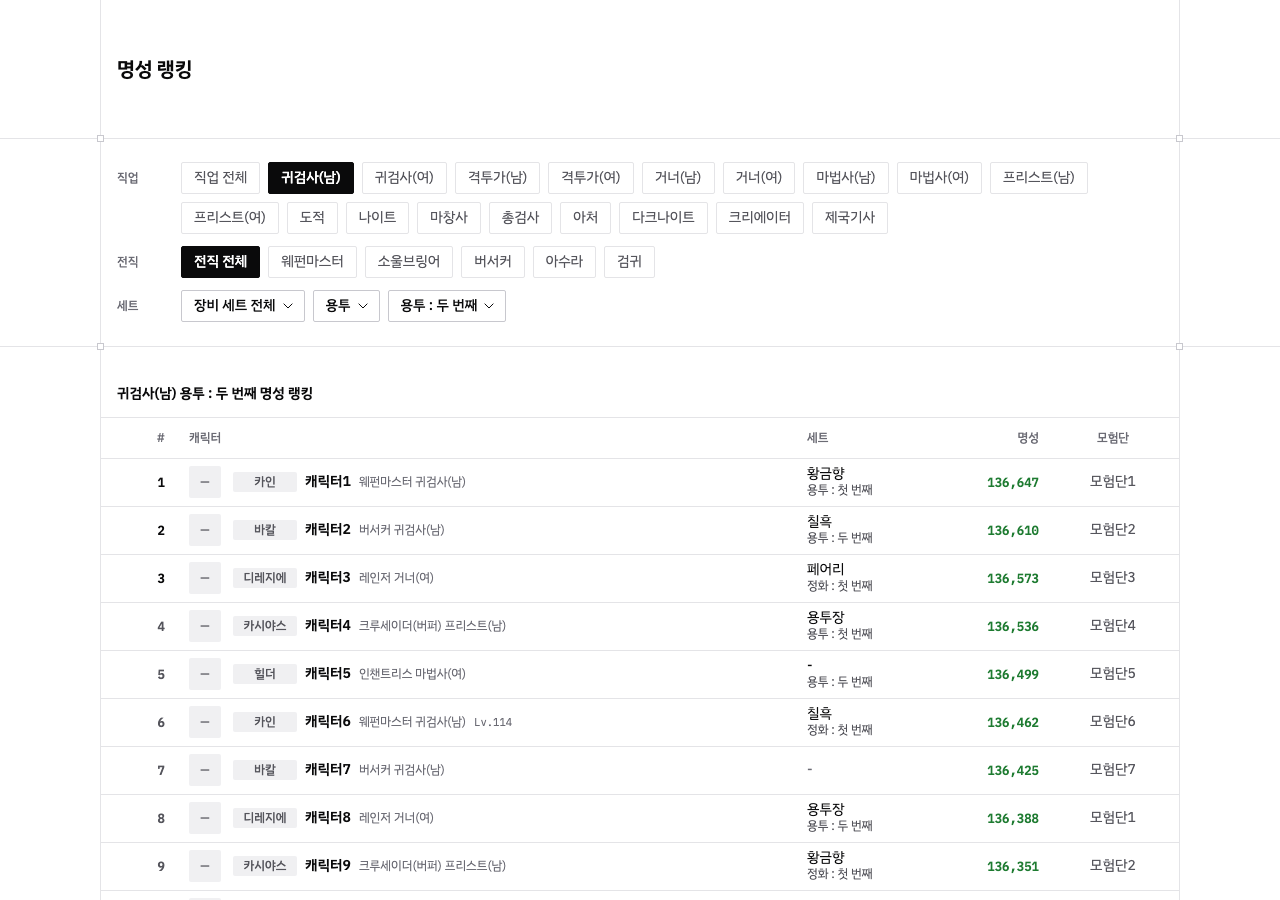 명성 랭킹
직업 직업 전체 귀검사(남) 귀검사(여) 격투가(남) 격투가(여) 거너(남) 거너(여) 마법사(남) 마법사(여) 프리스트(남)
프리스트(여) 도적 나이트 마창사 총검사 아처 다크나이트 크리에이터 제국기사
전직 전직 전체 웨펀마스터 소울브링어 버서커 아수라 검귀
세트 장비 세트 전체 용투 용투 : 두 번째
귀검사(남) 용투 : 두 번째 명성 랭킹
# 캐릭터 세트 명성 모험단
1 카인 캐릭터1 웨펀마스터 귀검사(남) 황금향 136,647 모험단1
용투 : 첫 번째
2 바칼 캐릭터2 버서커 귀검사(남) 칠흑 136,610 모험단2
용투 : 두 번째
3 디레지에 캐릭터3 레인저 거너(여) 페어리 136,573 모험단3
정화 : 첫 번째
4 카시야스 캐릭터4 크루세이더(버퍼) 프리스트(남) 용투장 136,536 모험단4
용투 : 첫 번째
5 힐더 캐릭터5 인챈트리스 마법사(여) - 136,499 모험단5
용투 : 두 번째
6 카인 캐릭터6 웨펀마스터 귀검사(남) Lv.114 칠흑 136,462 모험단6
정화 : 첫 번째
7 바칼 캐릭터7 버서커 귀검사(남) - 136,425 모험단7
8 디레지에 캐릭터8 레인저 거너(여) 용투장 136,388 모험단1
용투 : 두 번째
9 카시야스 캐릭터9 크루세이더(버퍼) 프리스트(남) 황금향 136,351 모험단2
정화 : 첫 번째